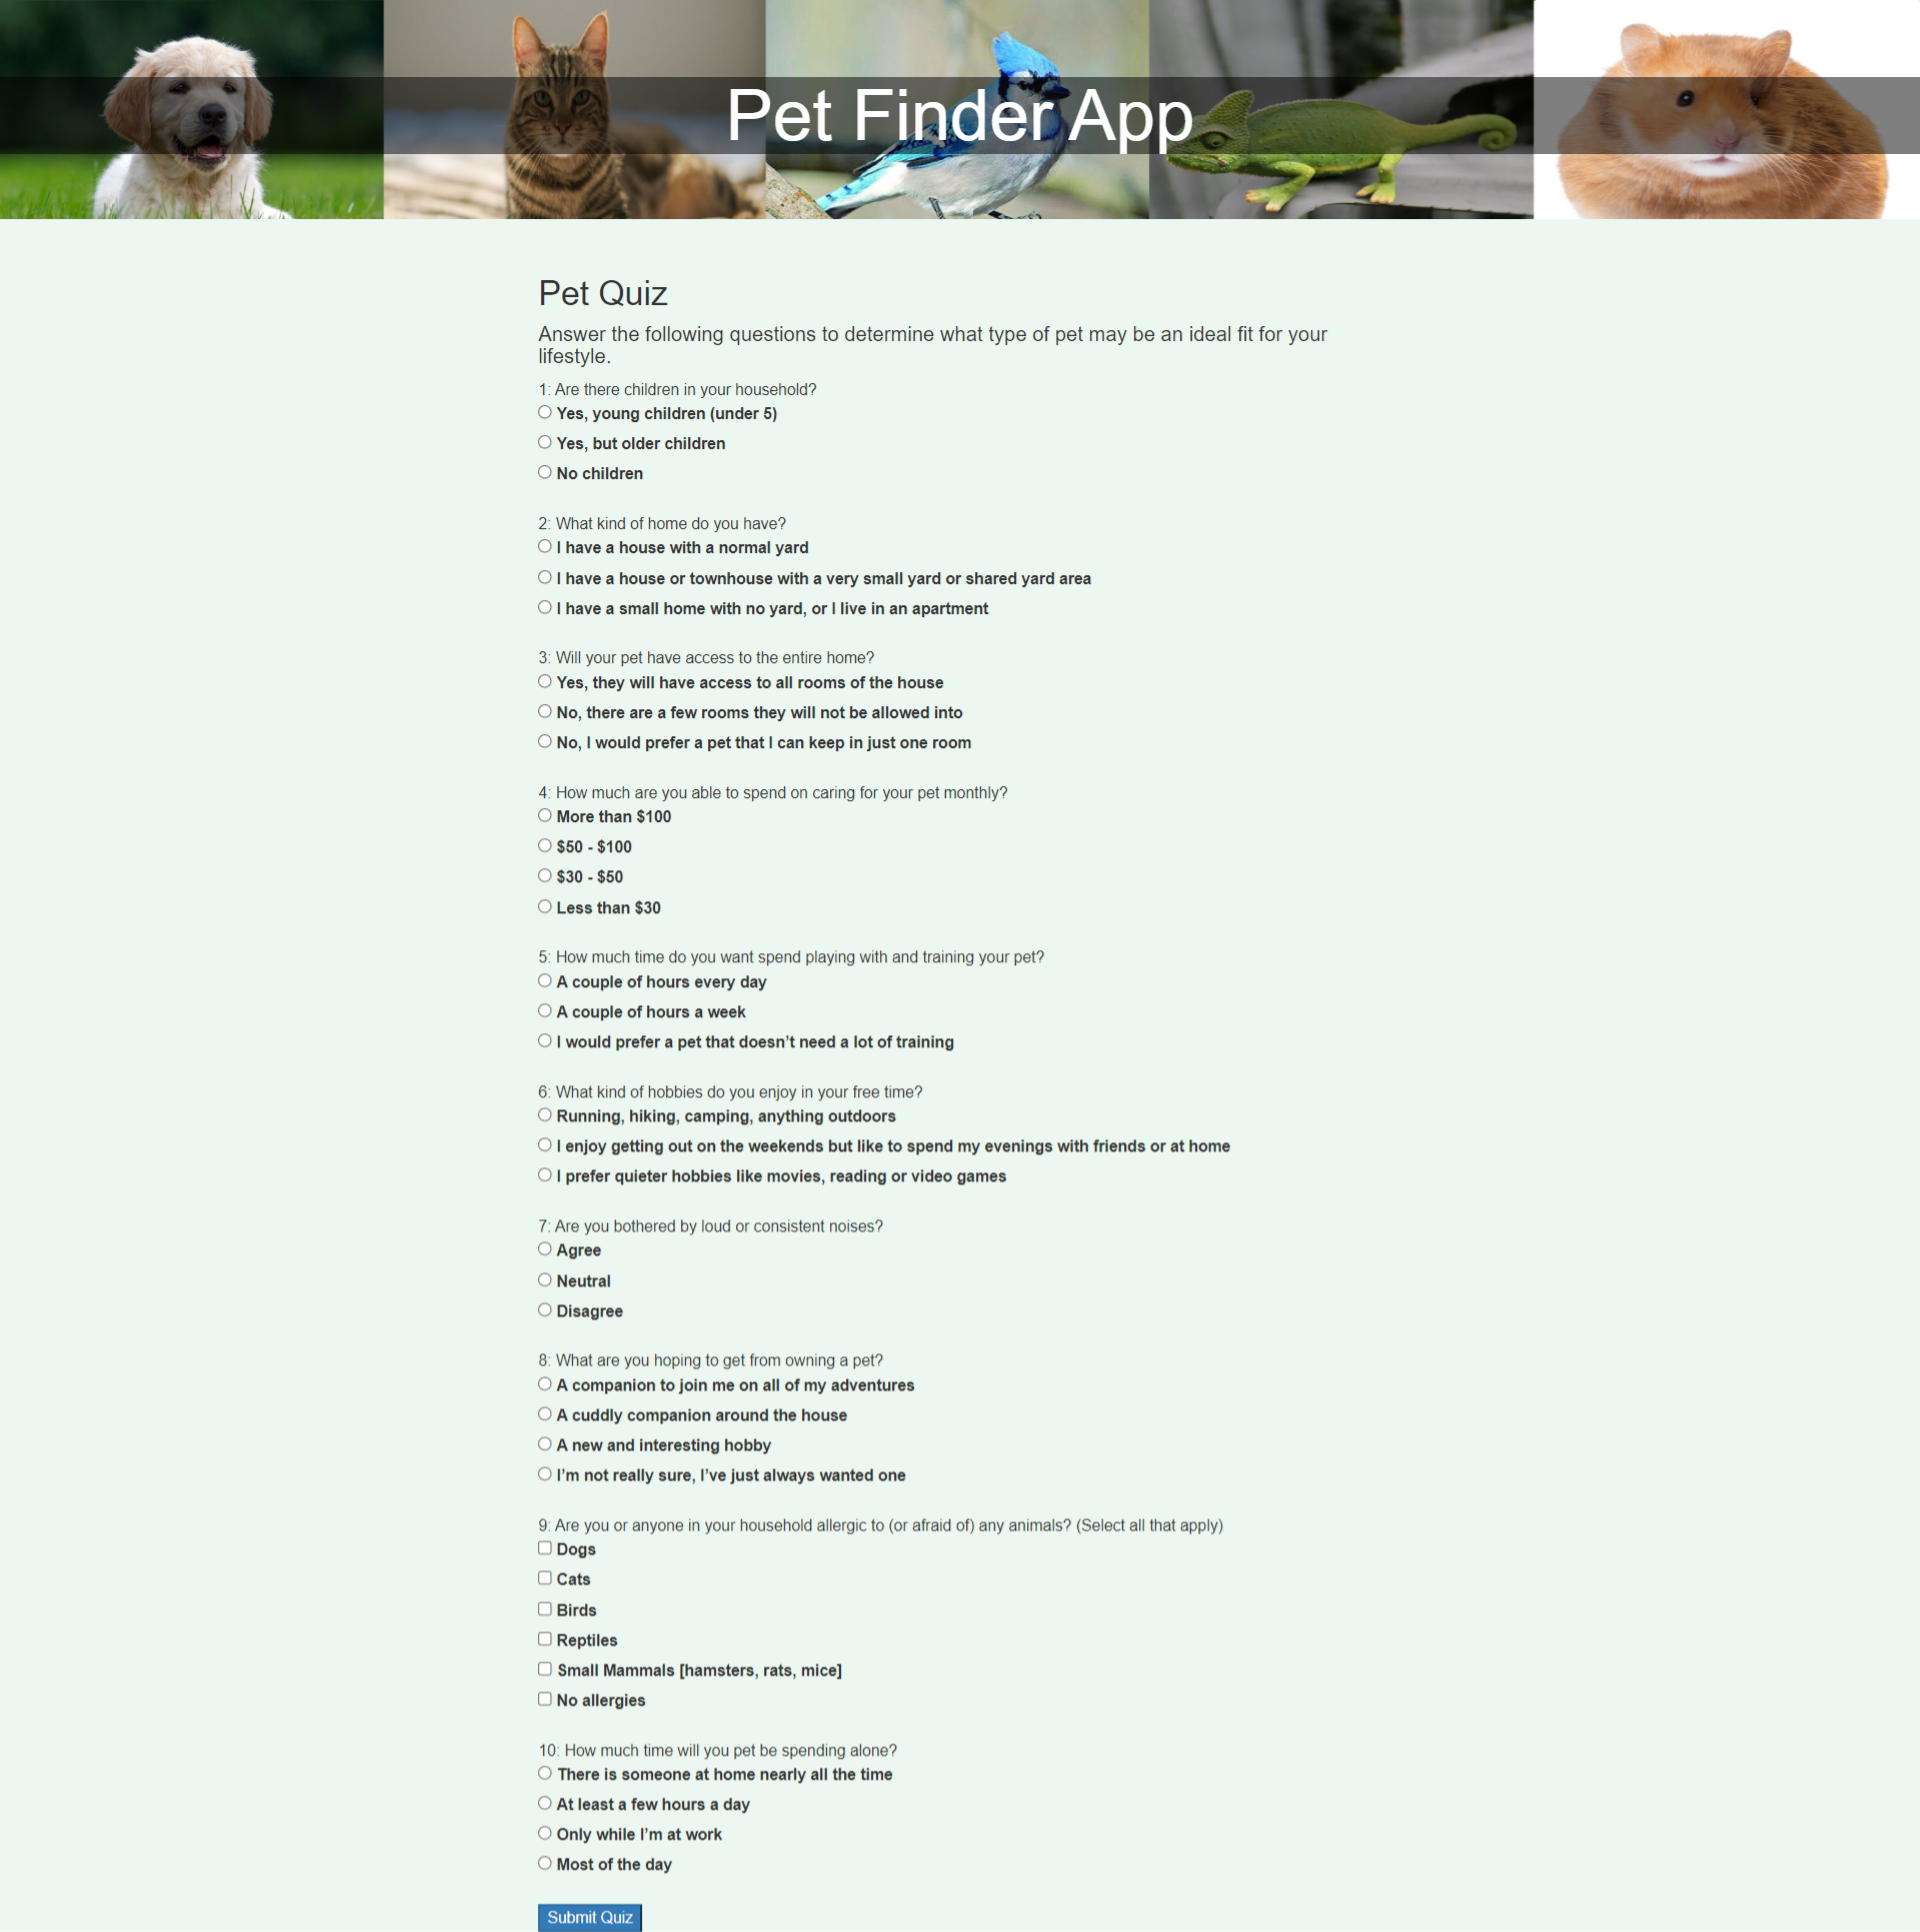 Pet Finder App
Pet Quiz
Answer the following questions to determine what type of pet may be an ideal fit for your
lifestyle.
1: Are there children in your household?
Yes, young children (under 5)
Yes, but older children
No children
2: What kind of home do you have?
I have a house with a normal yard
I have a house or townhouse with a very small yard or shared yard area
I have a small home with no yard, or I live in an apartment
3: Will your pet have access to the entire home?
Yes, they will have access to all rooms of the house
No, there are a few rooms they will not be allowed into
No, I would prefer a pet that I can keep in just one room
4: How much are you able to spend on caring for your pet monthly?
More than $100
$50 - $100
$30 - $50
Less than $30
5: How much time do you want spend playing with and training your pet?
A couple of hours every day
A couple of hours a week
I would prefer a pet that doesn’t need a lot of training
6: What kind of hobbies do you enjoy in your free time?
Running, hiking, camping, anything outdoors
I enjoy getting out on the weekends but like to spend my evenings with friends or at home
I prefer quieter hobbies like movies, reading or video games
7: Are you bothered by loud or consistent noises?
Agree
Neutral
Disagree
8: What are you hoping to get from owning a pet?
A companion to join me on all of my adventures
A cuddly companion around the house
A new and interesting hobby
I’m not really sure, I’ve just always wanted one
9: Are you or anyone in your household allergic to (or afraid of) any animals? (Select all that apply)
Dogs
Cats
Birds
Reptiles
Small Mammals [hamsters, rats, mice]
No allergies
10: How much time will you pet be spending alone?
There is someone at home nearly all the time
At least a few hours a day
Only while I’m at work
Most of the day
Submit Quiz